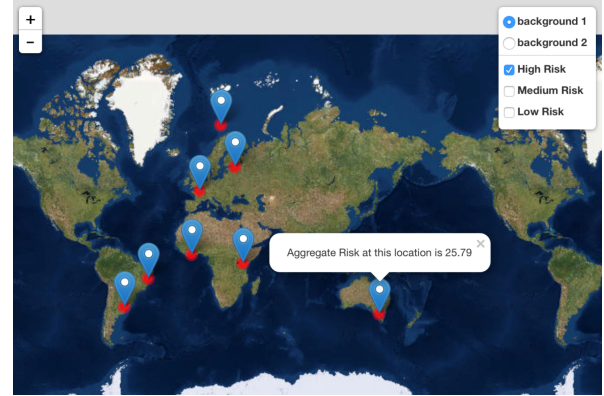 +
−
background 1
background 2
High Risk
Medium Risk
Low Risk
Aggregate Risk at this location is 25.79
×